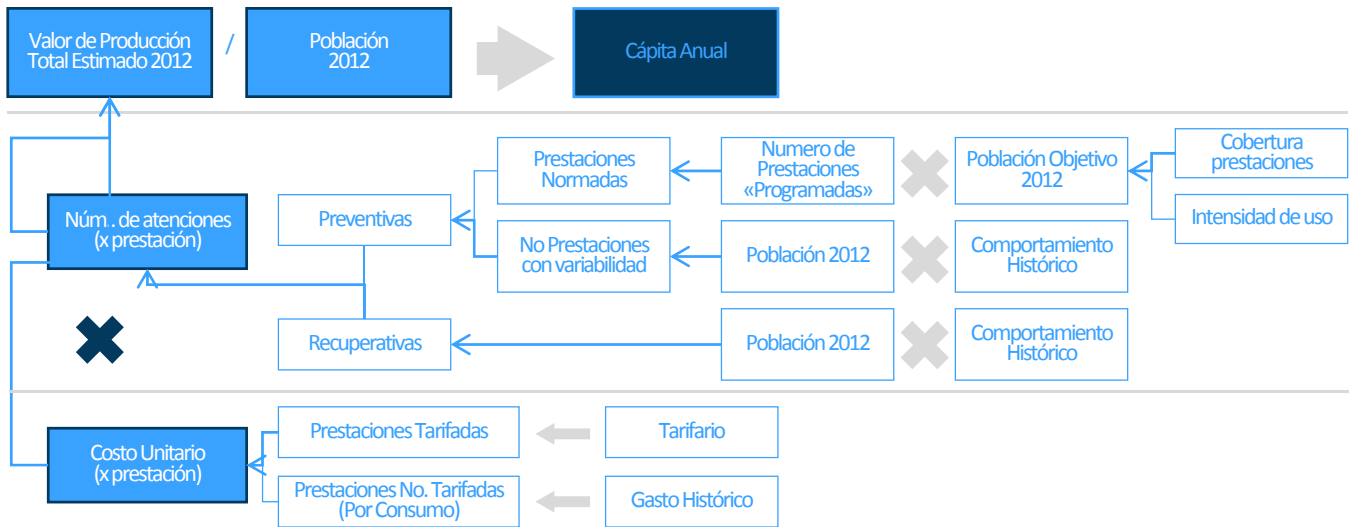 Valor de Producción
Total Estimado 2012
/
Población
2012
Cápita Anual
Cobertura
prestaciones
Prestaciones
Normadas
Numero de
Prestaciones
«Programadas»
Población Objetivo
2012
Intensidad de uso
Núm. . de atenciones
(x prestación)
Preventivas
No Prestaciones
con variabilidad
Población 2012
Comportamiento
Histórico
Recuperativas
Población 2012
Comportamiento
Histórico
Costo Unitario
(x prestación)
Prestaciones Tarifadas
Tarifario
Prestaciones No. Tarifadas
(Por Consumo)
Gasto Histórico